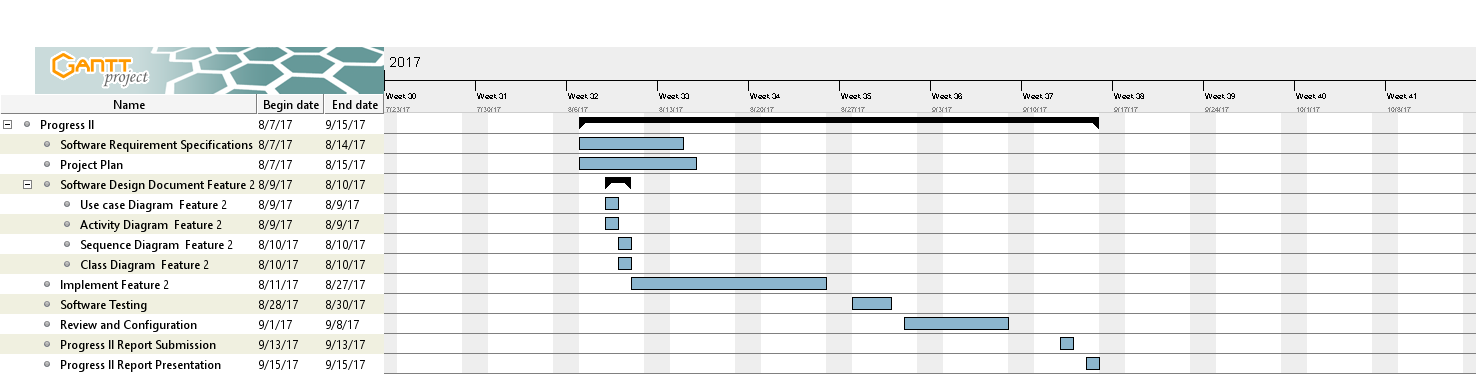 GANTT
project
2017
Name Begin date End date
Week 30 Week 31 Week 32 Week 33 Week 34 Week 35 Week 36 Week 37 Week 38 Week 39 Week 40 Week 41
7/23/17 7/30/17 8/6/17 8/13/17 8/20/17 8/27/17 9/3/17 9/10/17 9/17/17 9/24/17 10/1/17 10/8/17
Progress II 8/7/17 9/15/17
Software Requirement Specifications 8/7/17 8/14/17
Project Plan 8/7/17 8/15/17
Software Design Document Feature 2 8/9/17 8/10/17
Use case Diagram Feature 2 8/9/17 8/9/17
Activity Diagram Feature 2 8/9/17 8/9/17
Sequence Diagram Feature 2 8/10/17 8/10/17
Class Diagram Feature 2 8/10/17 8/10/17
Implement Feature 2 8/11/17 8/27/17
Software Testing 8/28/17 8/30/17
Review and Configuration 9/1/17 9/8/17
Progress II Report Submission 9/13/17 9/13/17
Progress II Report Presentation 9/15/17 9/15/17